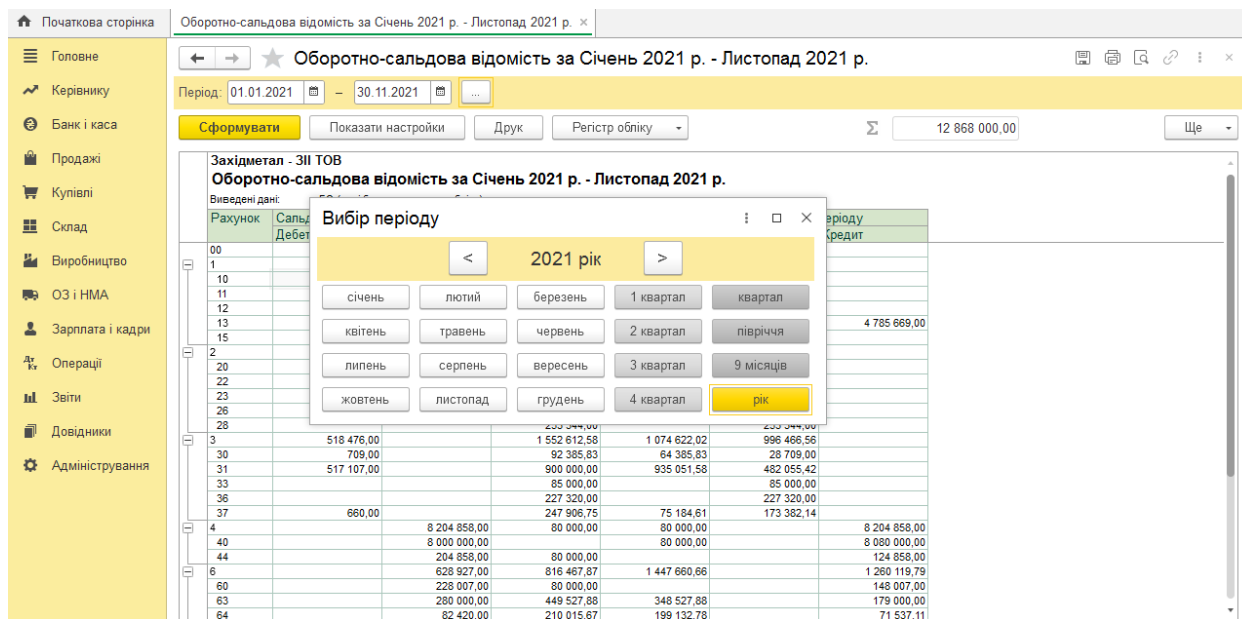 Початкова сторінка
Оборотно-сальдова відомість за Січень 2021 р. - Листопад 2021 р. ×
Головне
Керівнику
Банк і каса
Продажі
Купівлі
Склад
Виробництво
ОЗ і НМА
Зарплата і кадри
Операції
Звіти
Довідники
Адміністрування
Оборотно-сальдова відомість за Січень 2021 р. - Листопад 2021 р.
Період: 01.01.2021 – 30.11.2021 ...
Сформувати Показати настройки Друк Регістр обліку Σ 12 868 000,00 Ще
Західметал - ЗІІ ТОВ
Оборотно-сальдова відомість за Січень 2021 р. - Листопад 2021 р.
Виведені дані:
Рахунок
Дебет
Кредит
Вибір періоду
< 2021 рік >
січень лютий березень 1 квартал квартал
квітень травень червень 2 квартал півріччя
липень серпень вересень 3 квартал 9 місяців
жовтень листопад грудень 4 квартал рік
00
1
10
11
12
13 4 785 669,00
15
2
20
22
23
26
28
3 518 476,00 1 552 612,58 1 074 622,02 996 466,56
30 709,00 92 385,83 64 385,83 28 709,00
31 517 107,00 900 000,00 935 051,58 482 055,42
33 85 000,00 85 000,00
36 227 320,00 227 320,00
37 660,00 247 906,75 75 184,61 173 382,14
4 8 204 858,00 80 000,00 80 000,00 8 204 858,00
40 8 000 000,00 80 000,00 8 080 000,00
44 204 858,00 80 000,00 124 858,00
6 628 927,00 816 467,87 1 447 660,66 1 260 119,79
60 228 007,00 80 000,00 148 007,00
63 280 000,00 449 527,88 348 527,88 179 000,00
64 82 420,00 210 015,67 199 132,78 71 537,11